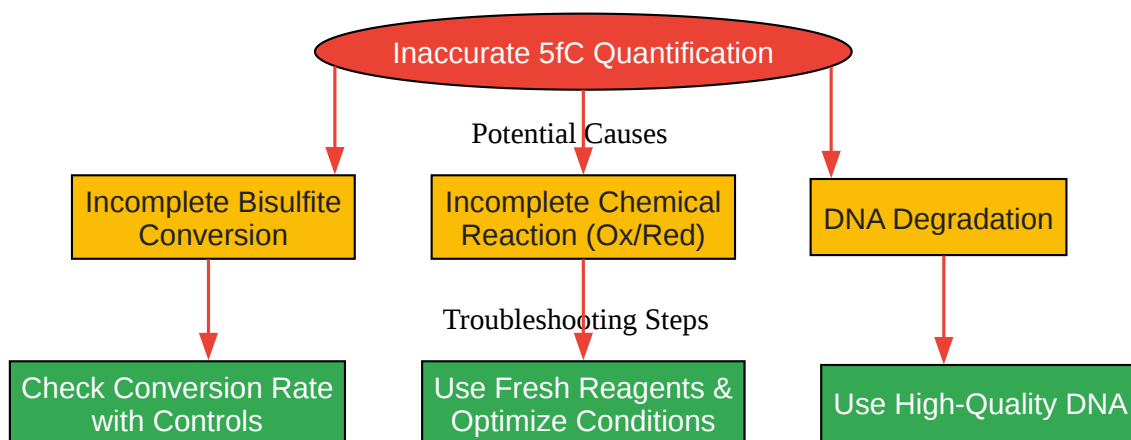 Inaccurate 5fC Quantification
Potential Causes
Incomplete Bisulfite
Conversion
Incomplete Chemical
Reaction (Ox/Red)
DNA Degradation
Troubleshooting Steps
Check Conversion Rate
with Controls
Use Fresh Reagents &
Optimize Conditions
Use High-Quality DNA